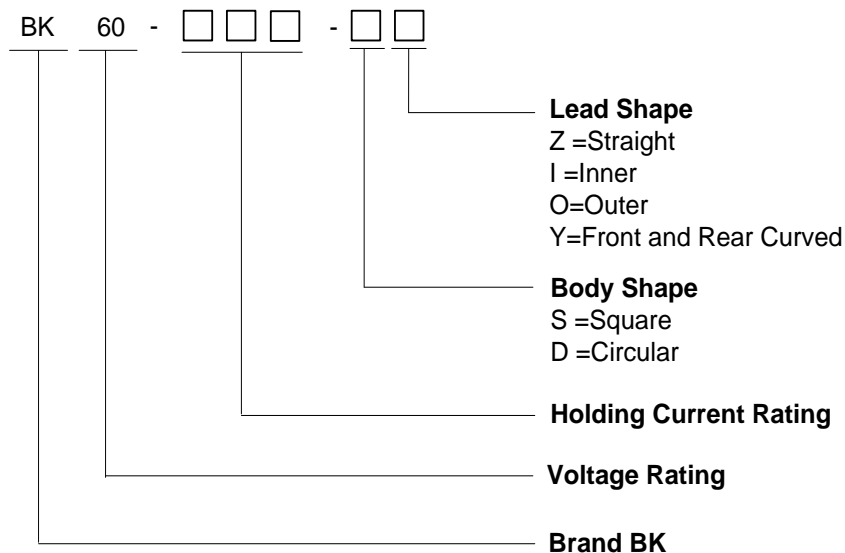 BK 60 - □□□ - □□
Lead Shape
Z =Straight
I =Inner
O=Outer
Y=Front and Rear Curved
Body Shape
S =Square
D =Circular
Holding Current Rating
Voltage Rating
Brand BK